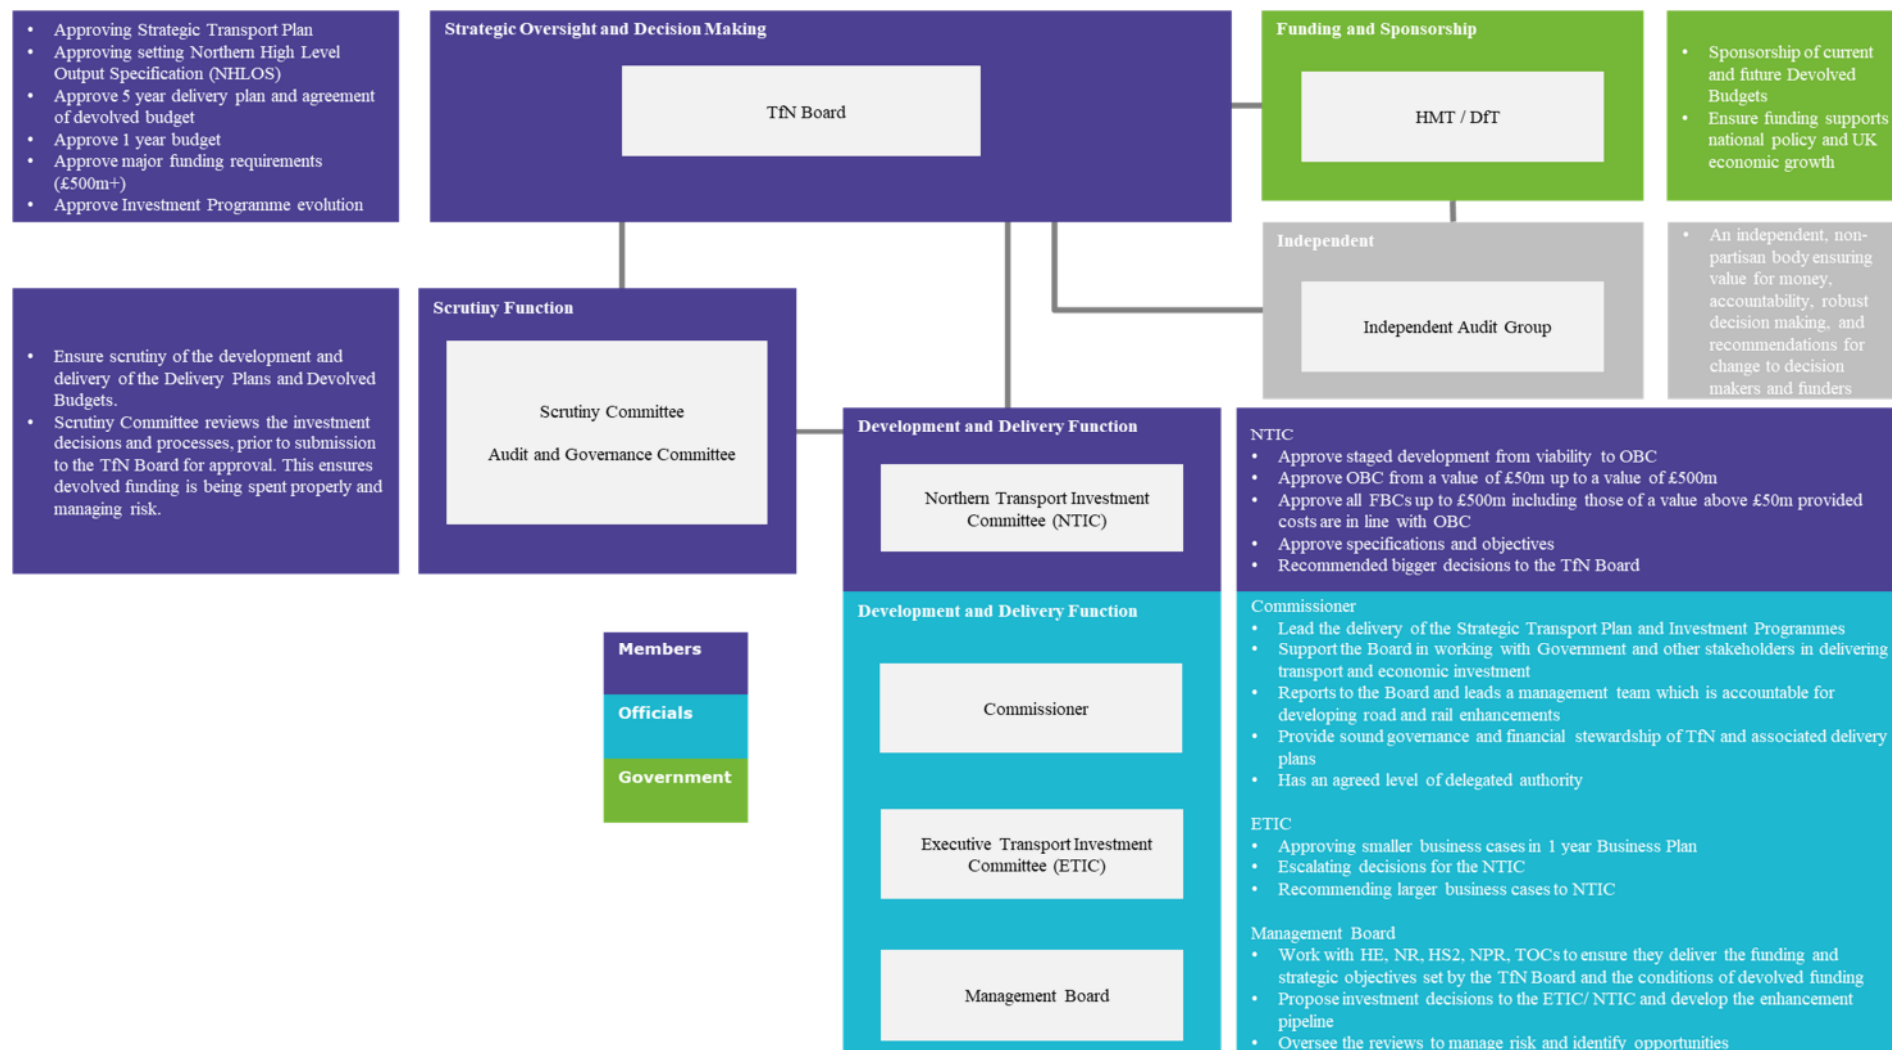 • Approving Strategic Transport Plan
• Approving setting Northern High Level
Output Specification (NHLOS)
• Approve 5 year delivery plan and agreement
of devolved budget
• Approve 1 year budget
• Approve major funding requirements
(£500m+)
• Approve Investment Programme evolution
Strategic Oversight and Decision Making
TfN Board
Funding and Sponsorship
HMT / DfT
• Sponsorship of current
and future Devolved
Budgets
• Ensure funding supports
national policy and UK
economic growth
Independent
Independent Audit Group
• An independent, non-
partisan body ensuring
value for money,
accountability, robust
decision making, and
recommendations for
change to decision
makers and funders
• Ensure scrutiny of the development and
delivery of the Delivery Plans and Devolved
Budgets.
• Scrutiny Committee reviews the investment
decisions and processes, prior to submission
to the TfN Board for approval. This ensures
devolved funding is being spent properly and
managing risk.
Scrutiny Function
Scrutiny Committee
Audit and Governance Committee
Development and Delivery Function
Northern Transport Investment
Committee (NTIC)
NTIC
• Approve staged development from viability to OBC
• Approve OBC from a value of £50m up to a value of £500m
• Approve all FBCs up to £500m including those of a value above £50m provided
costs are in line with OBC
• Approve specifications and objectives
• Recommended bigger decisions to the TfN Board
Members
Officials
Government
Development and Delivery Function
Commissioner
Executive Transport Investment
Committee (ETIC)
Management Board
Commissioner
• Lead the delivery of the Strategic Transport Plan and Investment Programmes
• Support the Board in working with Government and other stakeholders in delivering
transport and economic investment
• Reports to the Board and leads a management team which is accountable for
developing road and rail enhancements
• Provide sound governance and financial stewardship of TfN and associated delivery
plans
• Has an agreed level of delegated authority
ETIC
• Approving smaller business cases in 1 year Business Plan
• Escalating decisions for the NTIC
• Recommending larger business cases to NTIC
Management Board
• Work with HE, NR, HS2, NPR, TOCs to ensure they deliver the funding and
strategic objectives set by the TfN Board and the conditions of devolved funding
• Propose investment decisions to the ETIC/ NTIC and develop the enhancement
pipeline
• Oversee the reviews to manage risk and identify opportunities